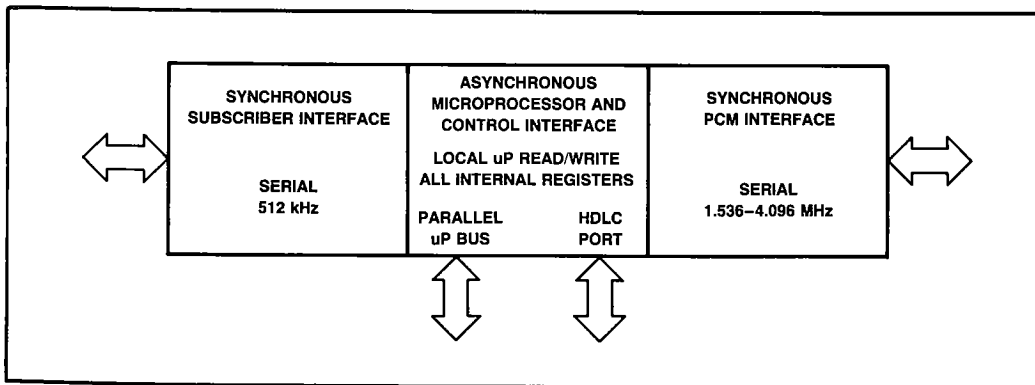 SYNCHRONOUS
SUBSCRIBER INTERFACE
SERIAL
512 kHz
ASYNCHRONOUS
MICROPROCESSOR AND
CONTROL INTERFACE
LOCAL uP READ/WRITE
ALL INTERNAL REGISTERS
PARALLEL
uP BUS
HDLC
PORT
SYNCHRONOUS
PCM INTERFACE
SERIAL
1.536–4.096 MHz